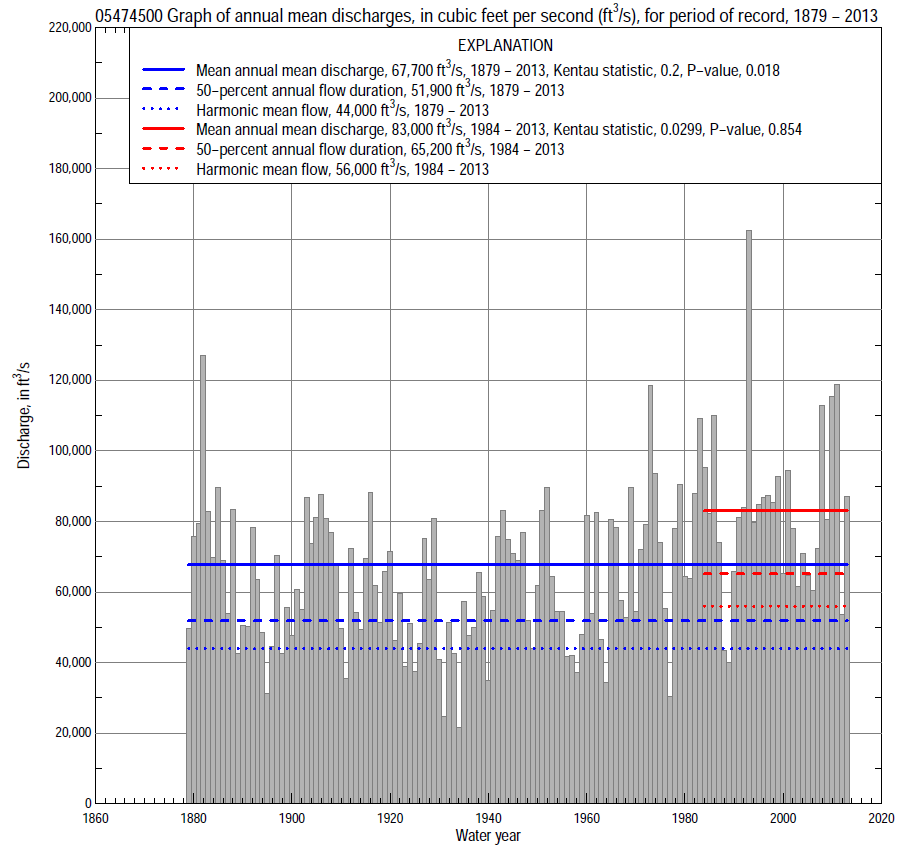 05474500 Graph of annual mean discharges, in cubic feet per second (ft³/s), for period of record, 1879 – 2013
EXPLANATION
Mean annual mean discharge, 67,700 ft³/s, 1879 – 2013, Kentau statistic, 0.2, P–value, 0.018
50–percent annual flow duration, 51,900 ft³/s, 1879 – 2013
Harmonic mean flow, 44,000 ft³/s, 1879 – 2013
Mean annual mean discharge, 83,000 ft³/s, 1984 – 2013, Kentau statistic, 0.0299, P–value, 0.854
50–percent annual flow duration, 65,200 ft³/s, 1984 – 2013
Harmonic mean flow, 56,000 ft³/s, 1984 – 2013
220,000
200,000
180,000
160,000
140,000
120,000
100,000
80,000
60,000
40,000
20,000
0
Discharge, in ft³/s
1860 1880 1900 1920 1940 1960 1980 2000 2020
Water year